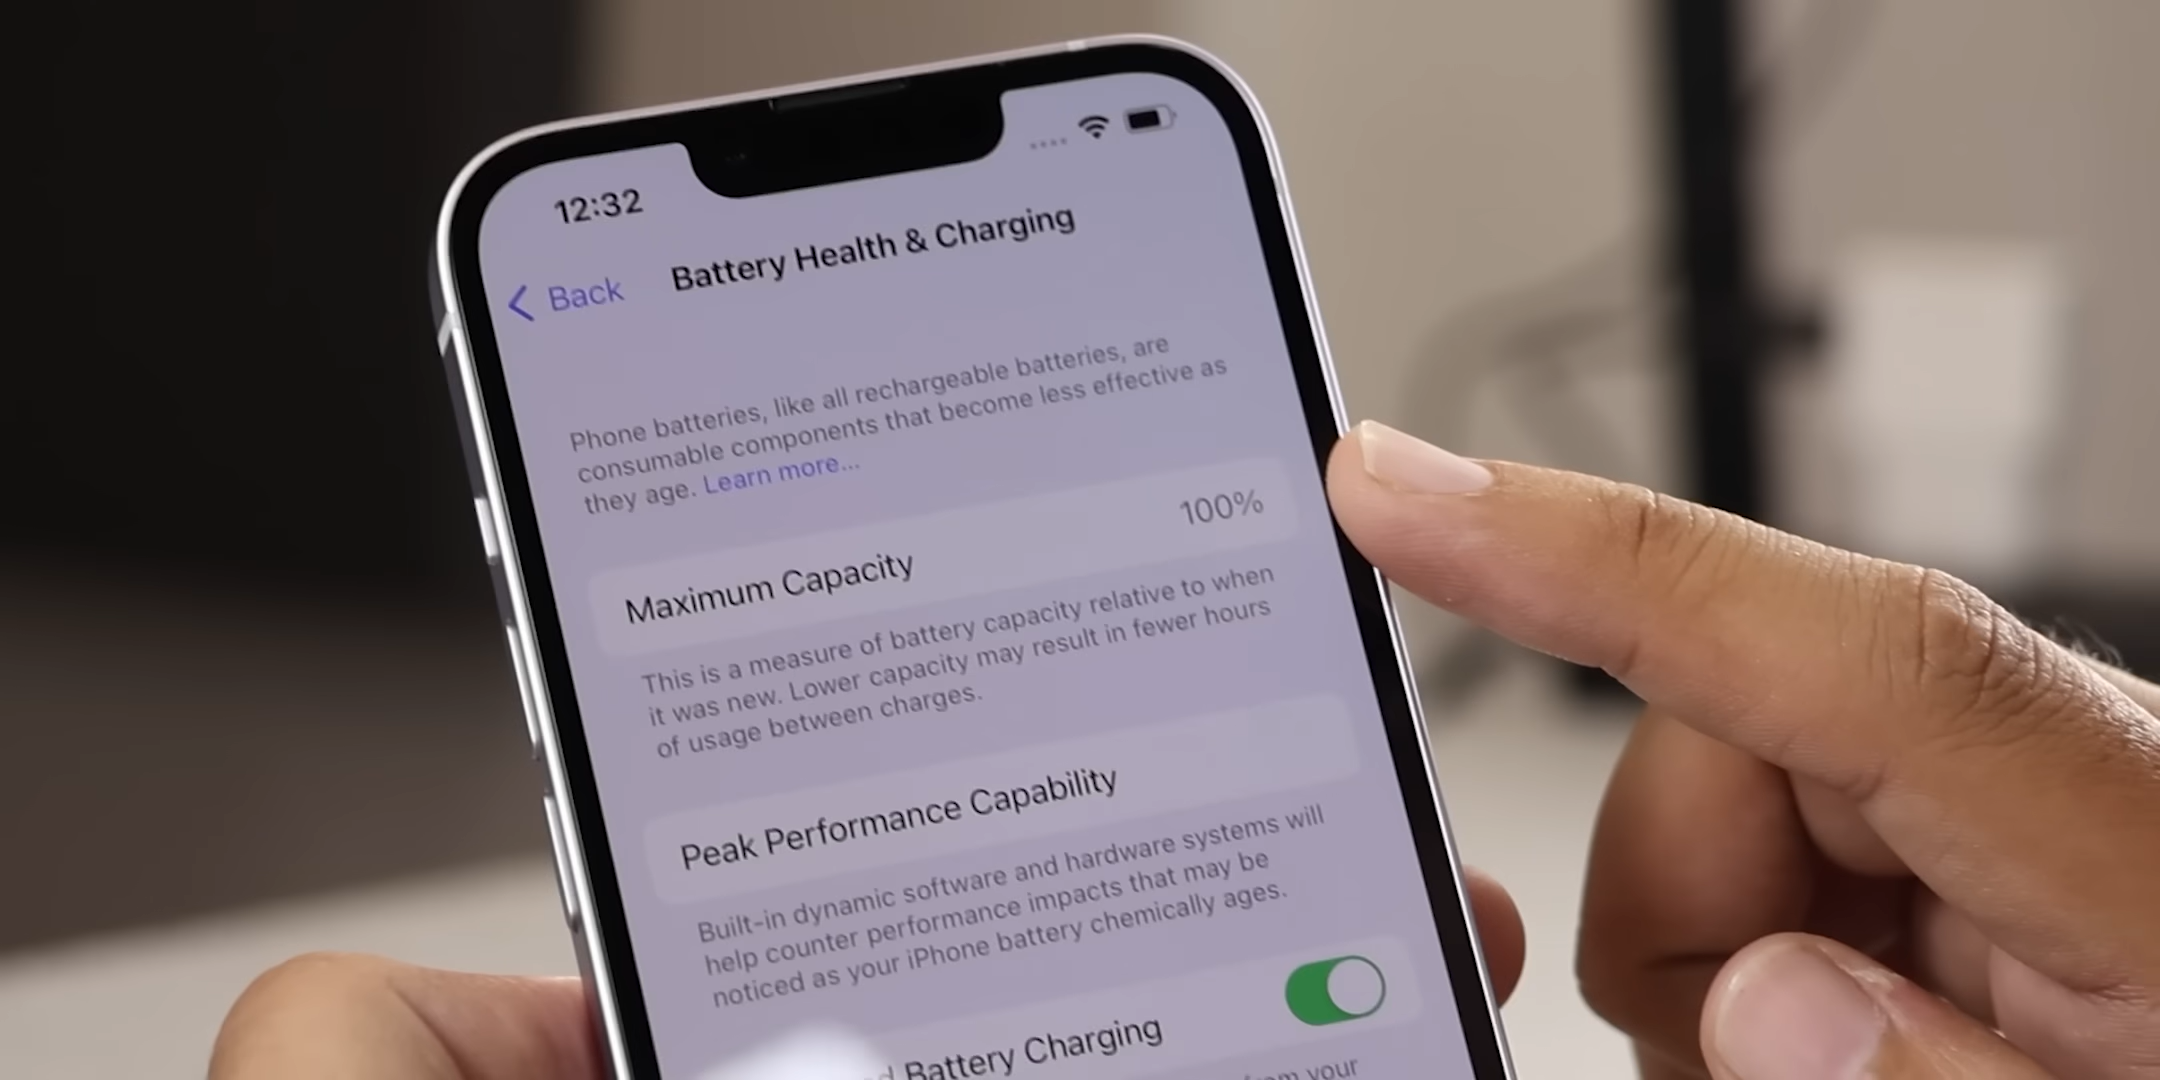 12:32
Back
Battery Health & Charging
Phone batteries, like all rechargeable batteries, are
consumable components that become less effective as
they age. Learn more...
Maximum Capacity 100%
This is a measure of battery capacity relative to when
it was new. Lower capacity may result in fewer hours
of usage between charges.
Peak Performance Capability
Built-in dynamic software and hardware systems will
help counter performance impacts that may be
noticed as your iPhone battery chemically ages.
Battery Charging
from your